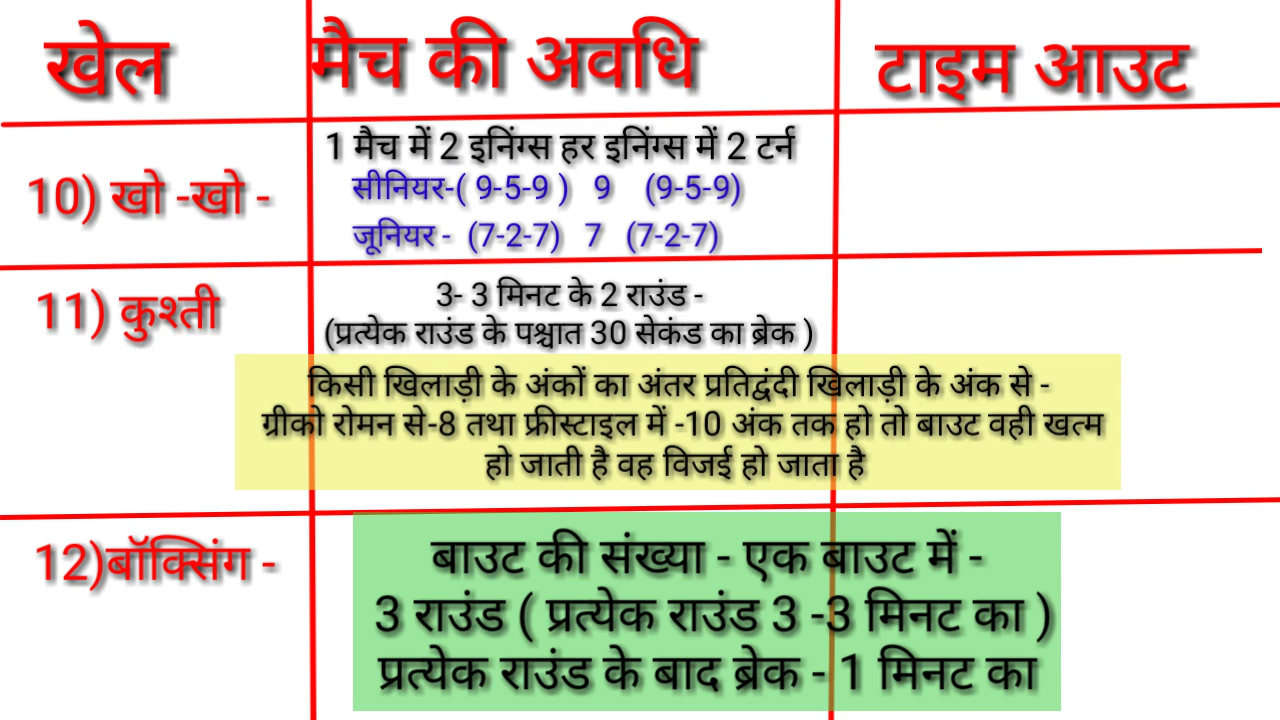 खेल मैच की अवधि टाइम आउट
1 मैच में 2 इनिंग्स हर इनिंग्स में 2 टर्न
10) खो -खो - सीनियर-( 9-5-9 ) 9 (9-5-9)
जूनियर - (7-2-7) 7 (7-2-7)
11) कुश्ती 3- 3 मिनट के 2 राउंड -
(प्रत्येक राउंड के पश्चात 30 सेकंड का ब्रेक )
किसी खिलाड़ी के अंकों का अंतर प्रतिद्वंदी खिलाड़ी के अंक से -
ग्रीको रोमन से-8 तथा फ्रीस्टाइल में -10 अंक तक हो तो बाउट वही खत्म
हो जाती है वह विजई हो जाता है
12)बॉक्सिंग - बाउट की संख्या - एक बाउट में -
3 राउंड ( प्रत्येक राउंड 3 -3 मिनट का )
प्रत्येक राउंड के बाद ब्रेक - 1 मिनट का